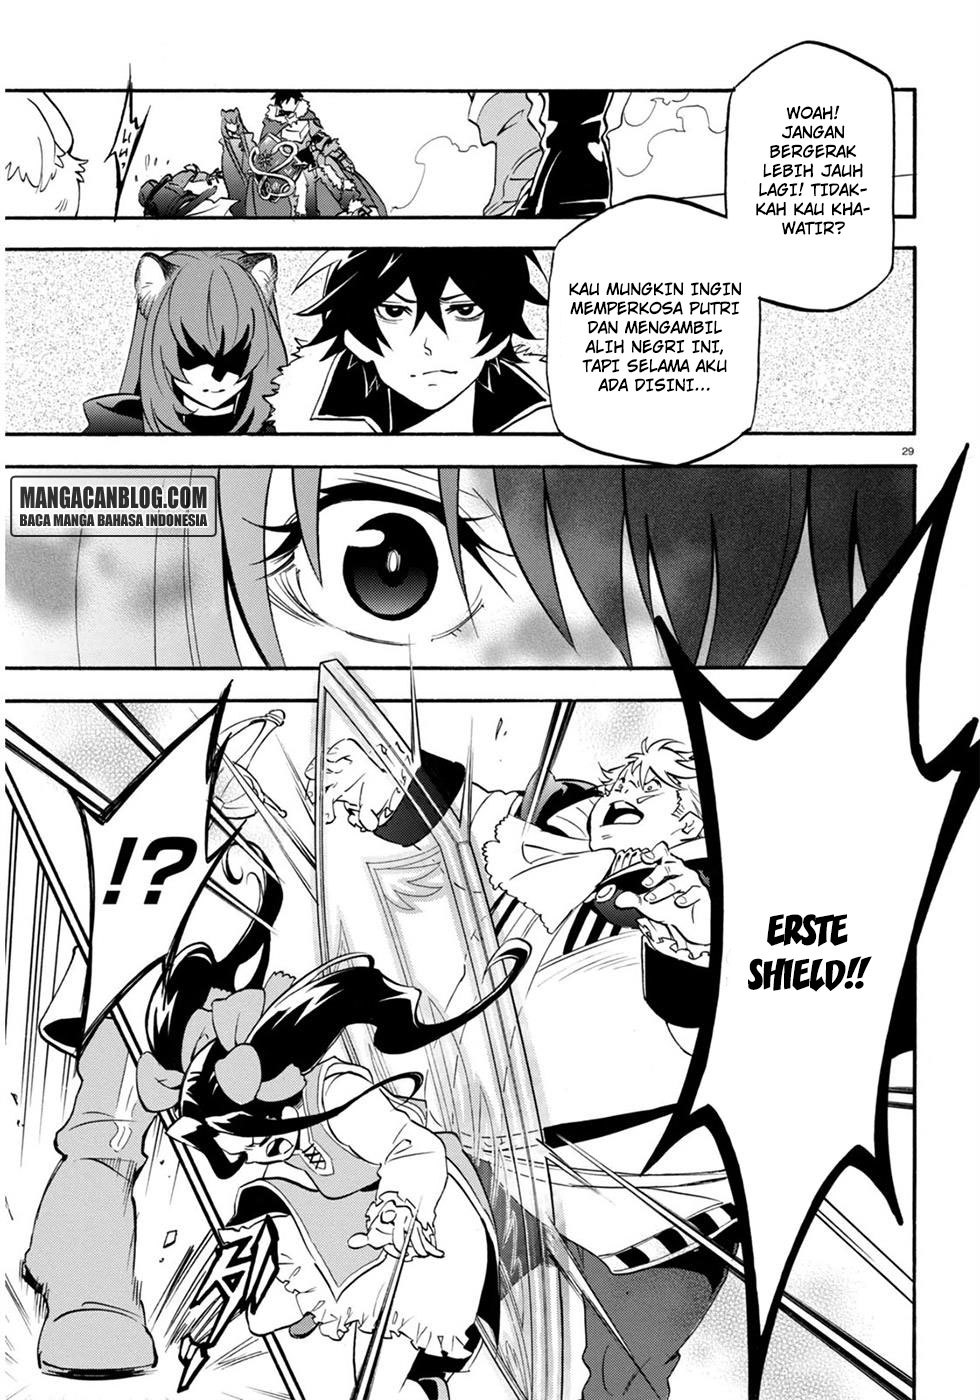 WOAH!
JANGAN
BERGERAK
LEBIH JAUH
LAGI! TIDAK-
KAH KAU KHA-
WATIR?
KAU MUNGKIN INGIN
MEMPERKOSA PUTRI
DAN MENGAMBIL
ALIH NEGRI INI,
TAPI SELAMA AKU
ADA DISINI...
29
MANGACANBLOG.COM
BACA MANGA BAHASA INDONESIA
!?
ERSTE
SHIELD!!